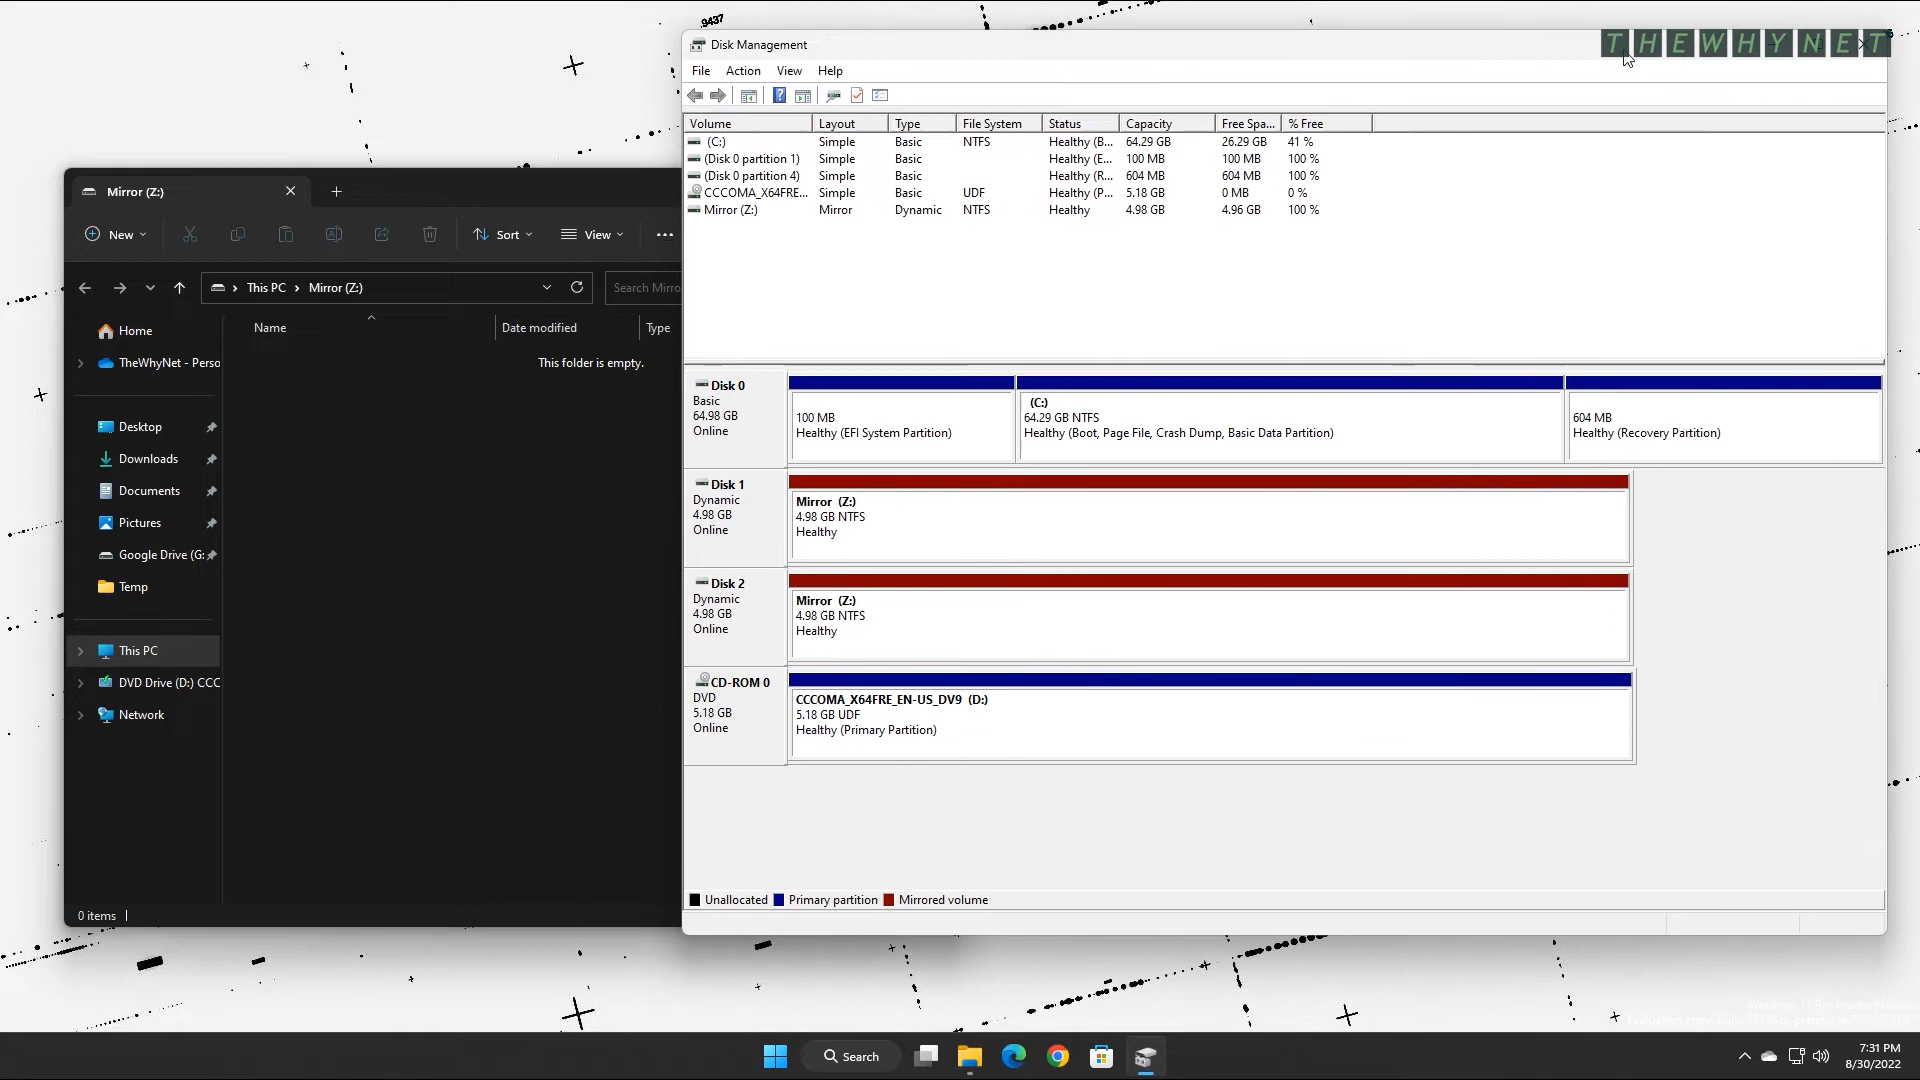 .9437
Disk Management
THEWHYNET
File Action View Help
Volume Layout Type File System Status Capacity Free Spa... % Free
(C:) Simple Basic NTFS Healthy (B... 64.29 GB 26.29 GB 41 %
(Disk 0 partition 1) Simple Basic Healthy (E... 100 MB 100 MB 100 %
(Disk 0 partition 4) Simple Basic Healthy (R... 604 MB 604 MB 100 %
CCCOMA_X64FRE... Simple Basic UDF Healthy (P... 5.18 GB 0 MB 0 %
Mirror (Z:) Mirror Dynamic NTFS Healthy 4.98 GB 4.96 GB 100 %
Disk 0
Basic
64.98 GB
Online
100 MB
Healthy (EFI System Partition)
(C:)
64.29 GB NTFS
Healthy (Boot, Page File, Crash Dump, Basic Data Partition)
604 MB
Healthy (Recovery Partition)
Disk 1
Dynamic
4.98 GB
Online
Mirror (Z:)
4.98 GB NTFS
Healthy
Disk 2
Dynamic
4.98 GB
Online
Mirror (Z:)
4.98 GB NTFS
Healthy
CD-ROM 0
DVD
5.18 GB
Online
CCCOMA_X64FRE_EN-US_DV9 (D:)
5.18 GB UDF
Healthy (Primary Partition)
Unallocated Primary partition Mirrored volume
Mirror (Z:)
New Sort View
This PC Mirror (Z:) Search Mirro
Name Date modified Type
This folder is empty.
Home
TheWhyNet - Perso
Desktop
Downloads
Documents
Pictures
Google Drive (G:
Temp
This PC
DVD Drive (D:) CCC
Network
0 items
Search
7:31 PM
8/30/2022